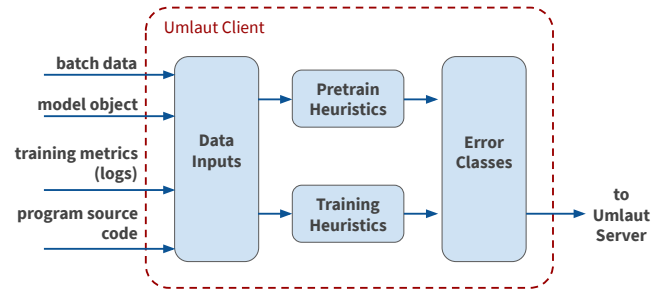 Umlaut Client
batch data
model object
training metrics
(logs)
program source
code
Data
Inputs
Pretrain
Heuristics
Training
Heuristics
Error
Classes
to
Umlaut
Server